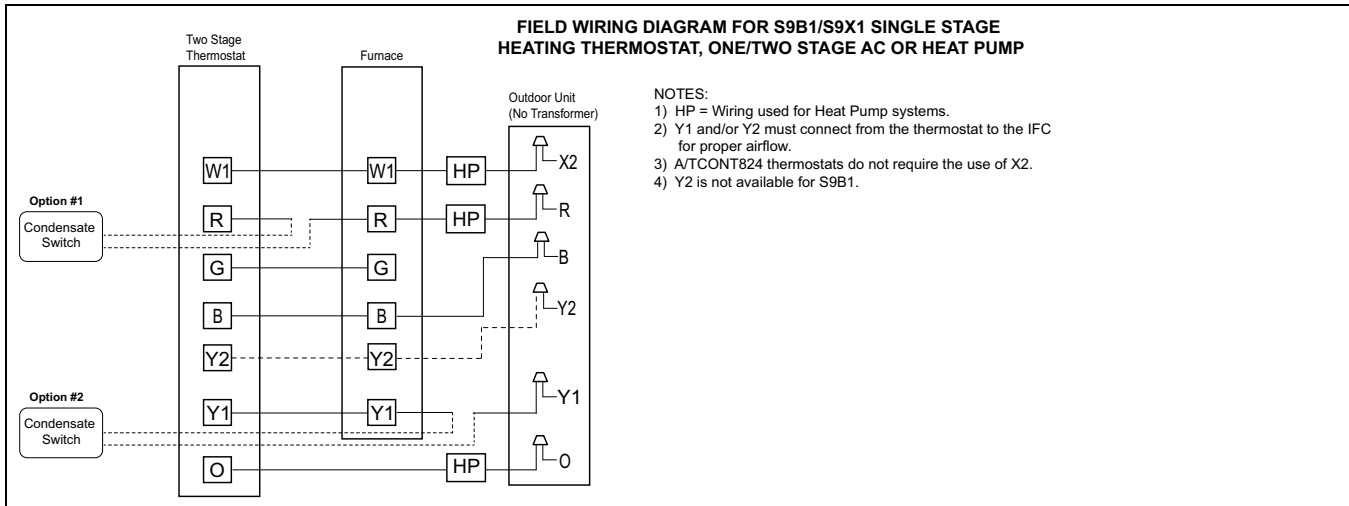 FIELD WIRING DIAGRAM FOR S9B1/S9X1 SINGLE STAGE
HEATING THERMOSTAT, ONE/TWO STAGE AC OR HEAT PUMP
Two Stage
Thermostat
Furnace
Outdoor Unit
(No Transformer)
NOTES:
1) HP = Wiring used for Heat Pump systems.
2) Y1 and/or Y2 must connect from the thermostat to the IFC
for proper airflow.
3) A/TCONT824 thermostats do not require the use of X2.
4) Y2 is not available for S9B1.
W1 W1 HP X2
Option #1
Condensate
Switch
R R HP R
G G B
B B Y2
Y2 Y2
Option #2
Condensate
Switch
Y1 Y1 Y1
O HP O